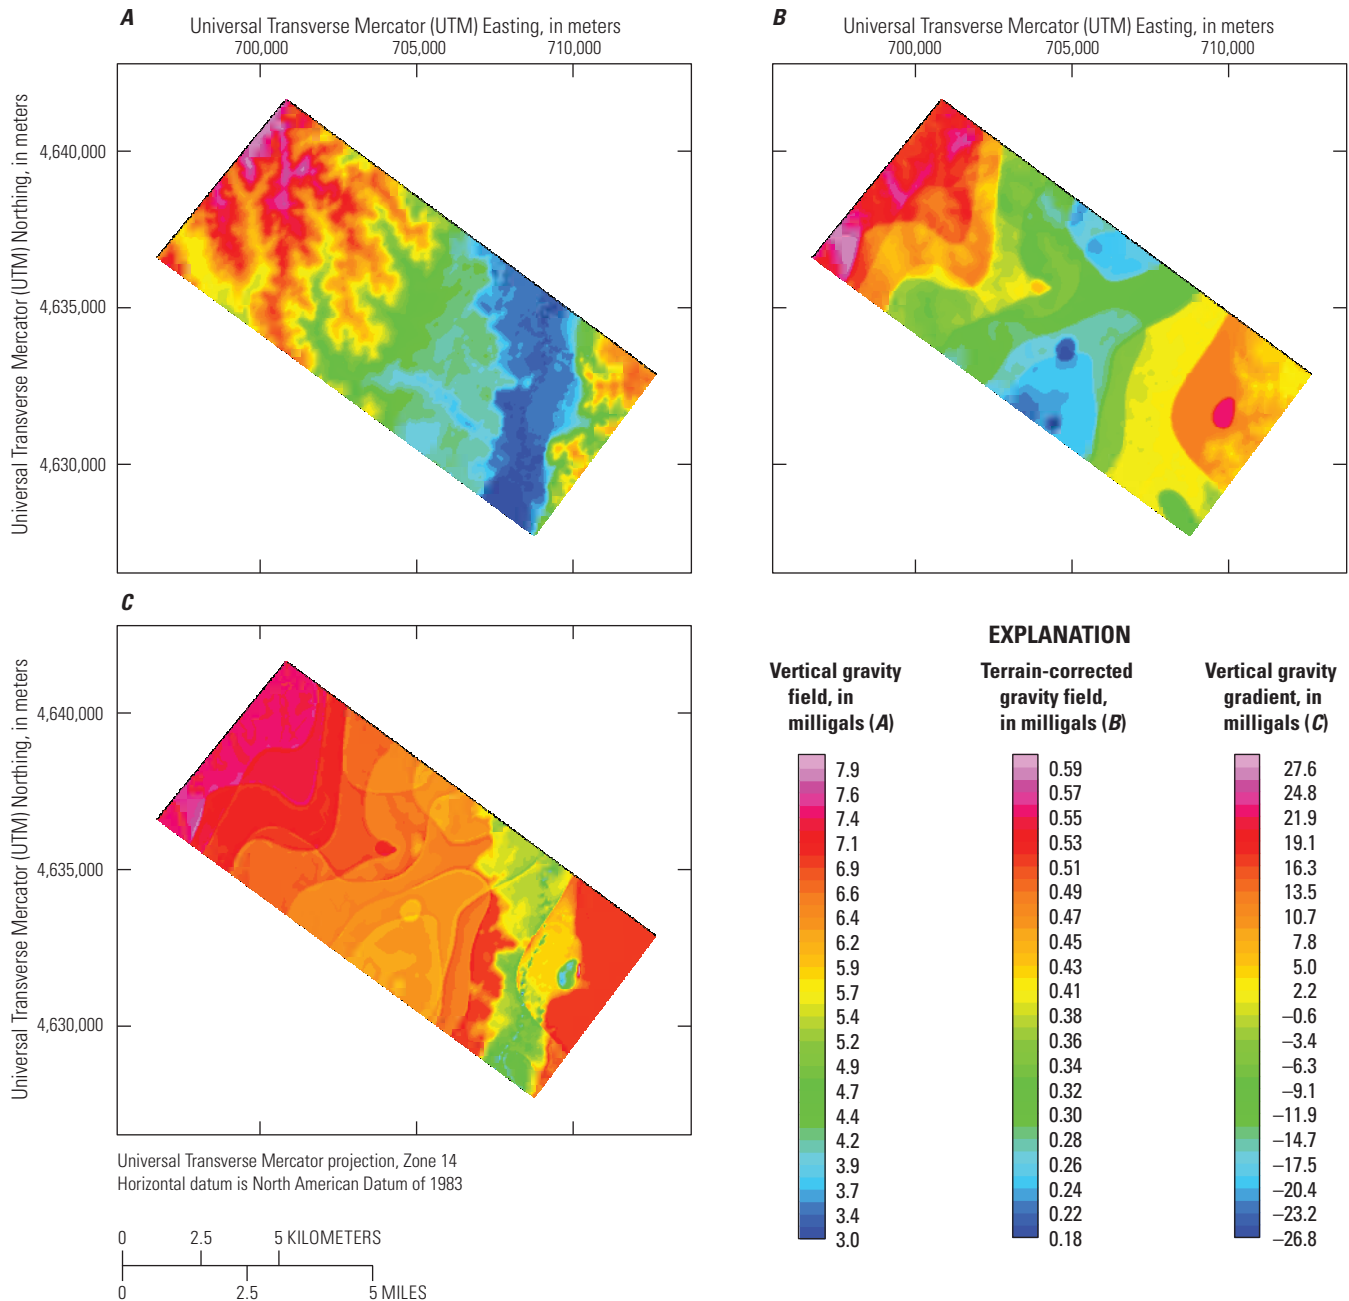 A
Universal Transverse Mercator (UTM) Easting, in meters
700,000 705,000 710,000
Universal Transverse Mercator (UTM) Northing, in meters
4,640,000
4,635,000
4,630,000
B
Universal Transverse Mercator (UTM) Easting, in meters
700,000 705,000 710,000
C
Universal Transverse Mercator (UTM) Northing, in meters
4,640,000
4,635,000
4,630,000
Universal Transverse Mercator projection, Zone 14
Horizontal datum is North American Datum of 1983
0 2.5 5 KILOMETERS
0 2.5 5 MILES
EXPLANATION
Vertical gravity
field, in
milligals (A)
7.9
7.6
7.4
7.1
6.9
6.6
6.4
6.2
5.9
5.7
5.4
5.2
4.9
4.7
4.4
4.2
3.9
3.7
3.4
3.0
Terrain-corrected
gravity field,
in milligals (B)
0.59
0.57
0.55
0.53
0.51
0.49
0.47
0.45
0.43
0.41
0.38
0.36
0.34
0.32
0.30
0.28
0.26
0.24
0.22
0.18
Vertical gravity
gradient, in
milligals (C)
27.6
24.8
21.9
19.1
16.3
13.5
10.7
7.8
5.0
2.2
−0.6
−3.4
−6.3
−9.1
−11.9
−14.7
−17.5
−20.4
−23.2
−26.8